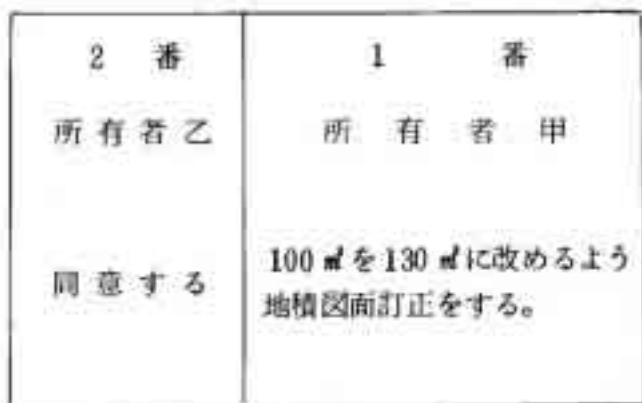 2 番
所有者乙
同意する
1 番
所有者甲
100㎡を130㎡に改めるよう
地積図面訂正をする。